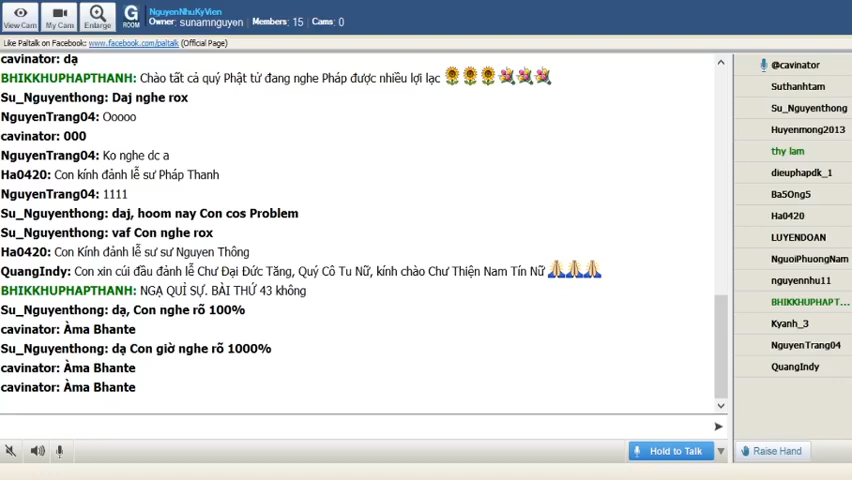 View Cam
My Cam
Enlarge
G ROOM
NguyenNhuKyVien
Owner: sunamnguyen Members: 15 Cams: 0
Like Paltalk on Facebook: www.facebook.com/paltalk (Official Page)
cavinator: dạ
BHIKKHUPHAPTHANH: Chào tất cả quý Phật tử đang nghe Pháp được nhiều lợi lạc
Su_Nguyenthong: Daj nghe rox
NguyenTrang04: Ooooo
cavinator: 000
NguyenTrang04: Ko nghe dc a
Ha0420: Con kính đảnh lễ sư Pháp Thanh
NguyenTrang04: 1111
Su_Nguyenthong: daj, hoom nay Con cos Problem
Su_Nguyenthong: vaf Con nghe rox
Ha0420: Con Kính đảnh lễ sư sư Nguyen Thông
QuangIndy: Con xin cúi đầu đảnh lễ Chư Đại Đức Tăng, Quý Cô Tu Nữ, kính chào Chư Thiện Nam Tín Nữ
BHIKKHUPHAPTHANH: NGẠ QUỈ SỰ. BÀI THỨ 43 không
Su_Nguyenthong: dạ, Con nghe rõ 100%
cavinator: Àma Bhante
Su_Nguyenthong: dạ Con giờ nghe rõ 1000%
cavinator: Àma Bhante
cavinator: Àma Bhante
@cavinator
Suthanhtam
Su_Nguyenthong
Huyenmong2013
thy lam
dieuphapdk_1
Ba5Ong5
Ha0420
LUYENDOAN
NguoiPhuongNam
nguyennhu11
BHIKKHUPHAPT...
Kyanh_3
NguyenTrang04
QuangIndy
Hold to Talk
Raise Hand